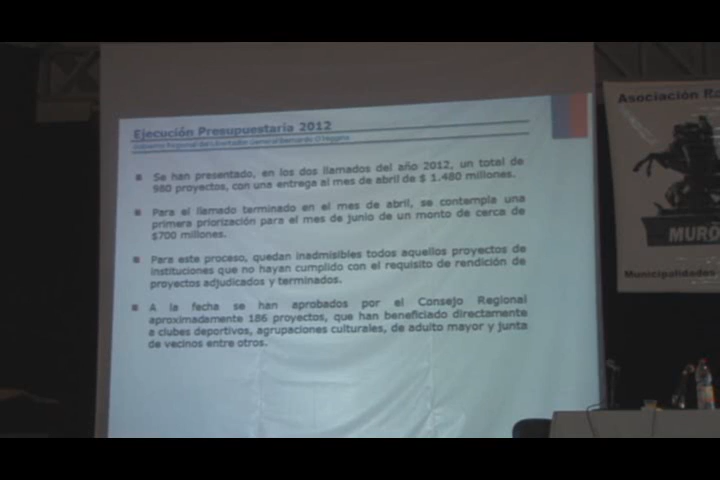 Ejecución Presupuestaria 2012
Gobierno Regional del Libertador General Bernardo O'Higgins
Se han presentado, en los dos llamados del año 2012, un total de
980 proyectos, con una entrega al mes de abril de $ 1.480 millones.
Para el llamado terminado en el mes de abril, se contempla una
primera priorización para el mes de junio de un monto de cerca de
$700 millones.
Para este proceso, quedan inadmisibles todos aquellos proyectos de
instituciones que no hayan cumplido con el requisito de rendición de
proyectos adjudicados y terminados.
A la fecha se han aprobados por el Consejo Regional
aproximadamente 186 proyectos, que han beneficiado directamente
a clubes deportivos, agrupaciones culturales, de adulto mayor y junta
de vecinos entre otros.
Asociación
MURO
Municipalidades